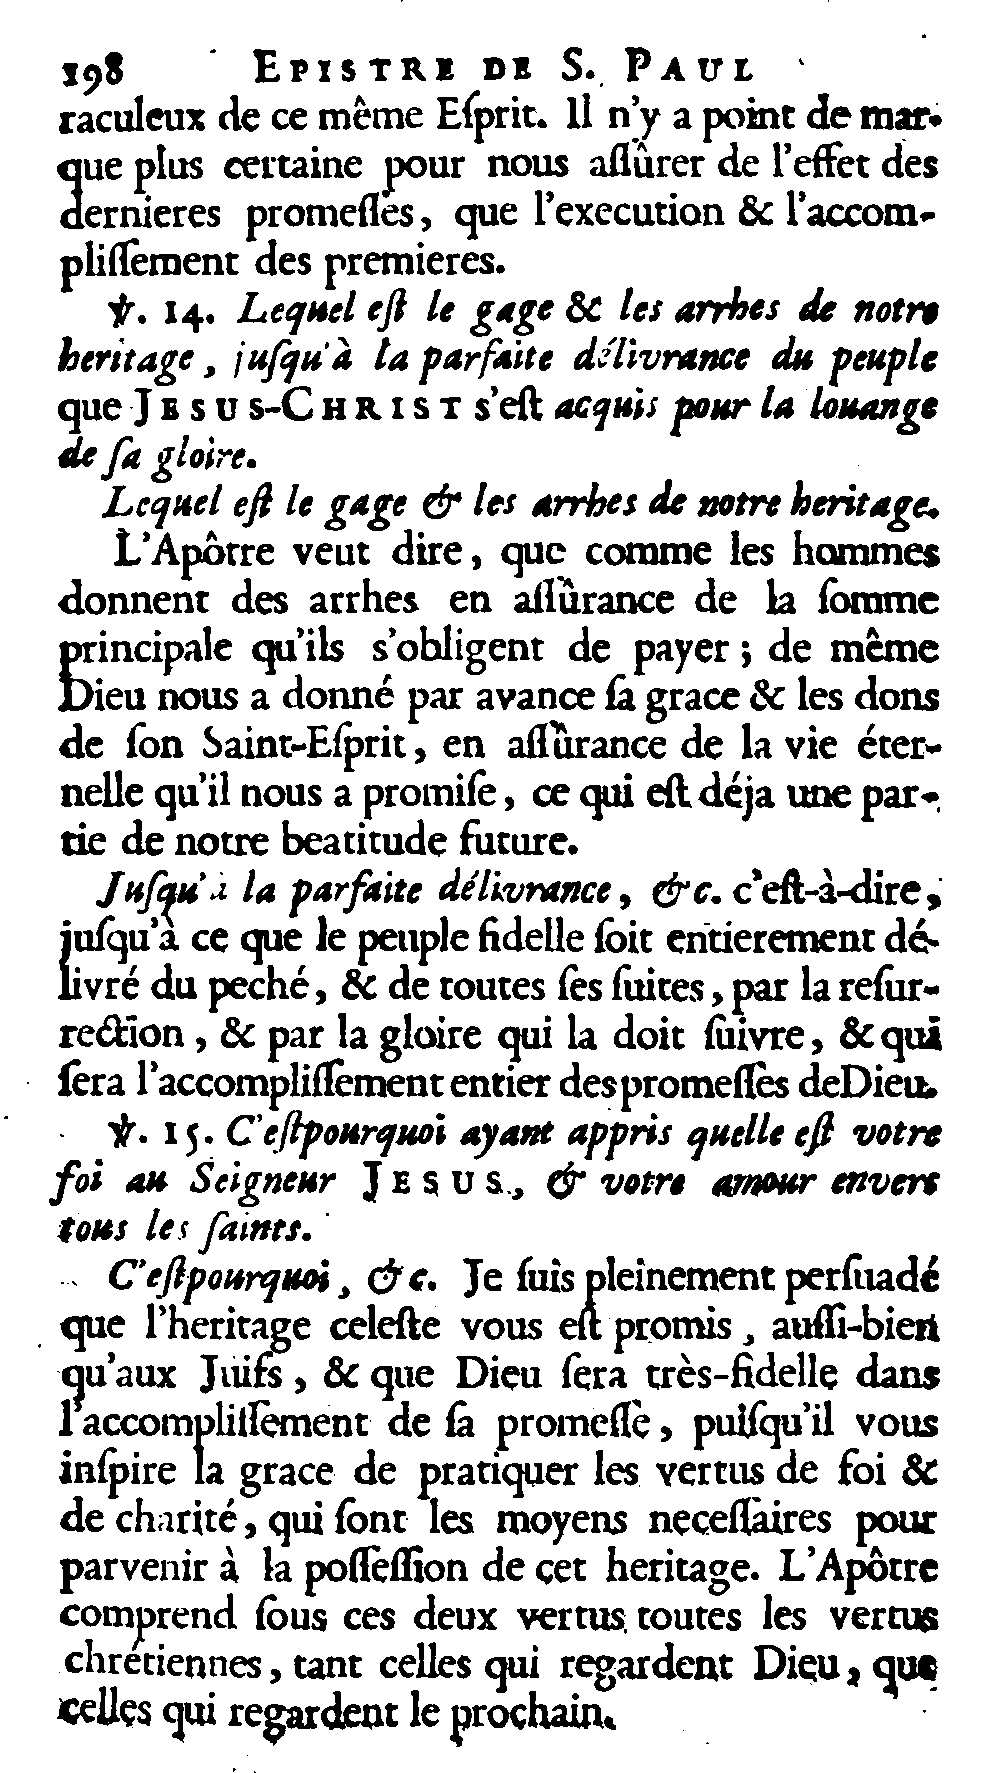 198 EPISTRE DE S. PAUL
raculeux de ce même Eſprit. Il n'y a point de mar-
que plus certaine pour nous aſſûrer de l'effet des
dernieres promeſſes, que l'execution & l'accom-
pliſſement des premieres.
℣. 14. Lequel eſt le gage & les arrhes de notre
heritage, juſqu'à la parfaite délivrance du peuple
que JESUS-CHRIST s'eſt acquis pour la louange
de ſa gloire.
Lequel eſt le gage & les arrhes de notre heritage.
L'Apôtre veut dire, que comme les hommes
donnent des arrhes en aſſûrance de la ſomme
principale qu'ils s'obligent de payer; de même
Dieu nous a donné par avance ſa grace & les dons
de ſon Saint-Eſprit, en aſſûrance de la vie éter-
nelle qu'il nous a promiſe, ce qui eſt déja une par-
tie de notre beatitude future.
Juſqu'à la parfaite délivrance, &c. c'eſt-à-dire,
juſqu'à ce que le peuple fidelle ſoit entierement dé-
livré du peché, & de toutes ſes ſuites, par la reſur-
rection, & par la gloire qui la doit ſuivre, & qui
ſera l'accompliſſement entier des promeſſes de Dieu.
℣. 15. C'eſtpourquoi ayant appris quelle eſt votre
foi au Seigneur JESUS, & votre amour envers
tous les ſaints.
C'eſtpourquoi, &c. Je ſuis pleinement perſuadé
que l'heritage celeſte vous eſt promis, auſſi-bien
qu'aux Juifs, & que Dieu ſera très-fidelle dans
l'accompliſſement de ſa promeſſe, puiſqu'il vous
inſpire la grace de pratiquer les vertus de foi &
de charité, qui ſont les moyens neceſſaires pour
parvenir à la poſſeſſion de cet heritage. L'Apôtre
comprend ſous ces deux vertus toutes les vertus
chrétiennes, tant celles qui regardent Dieu, que
celles qui regardent le prochain.